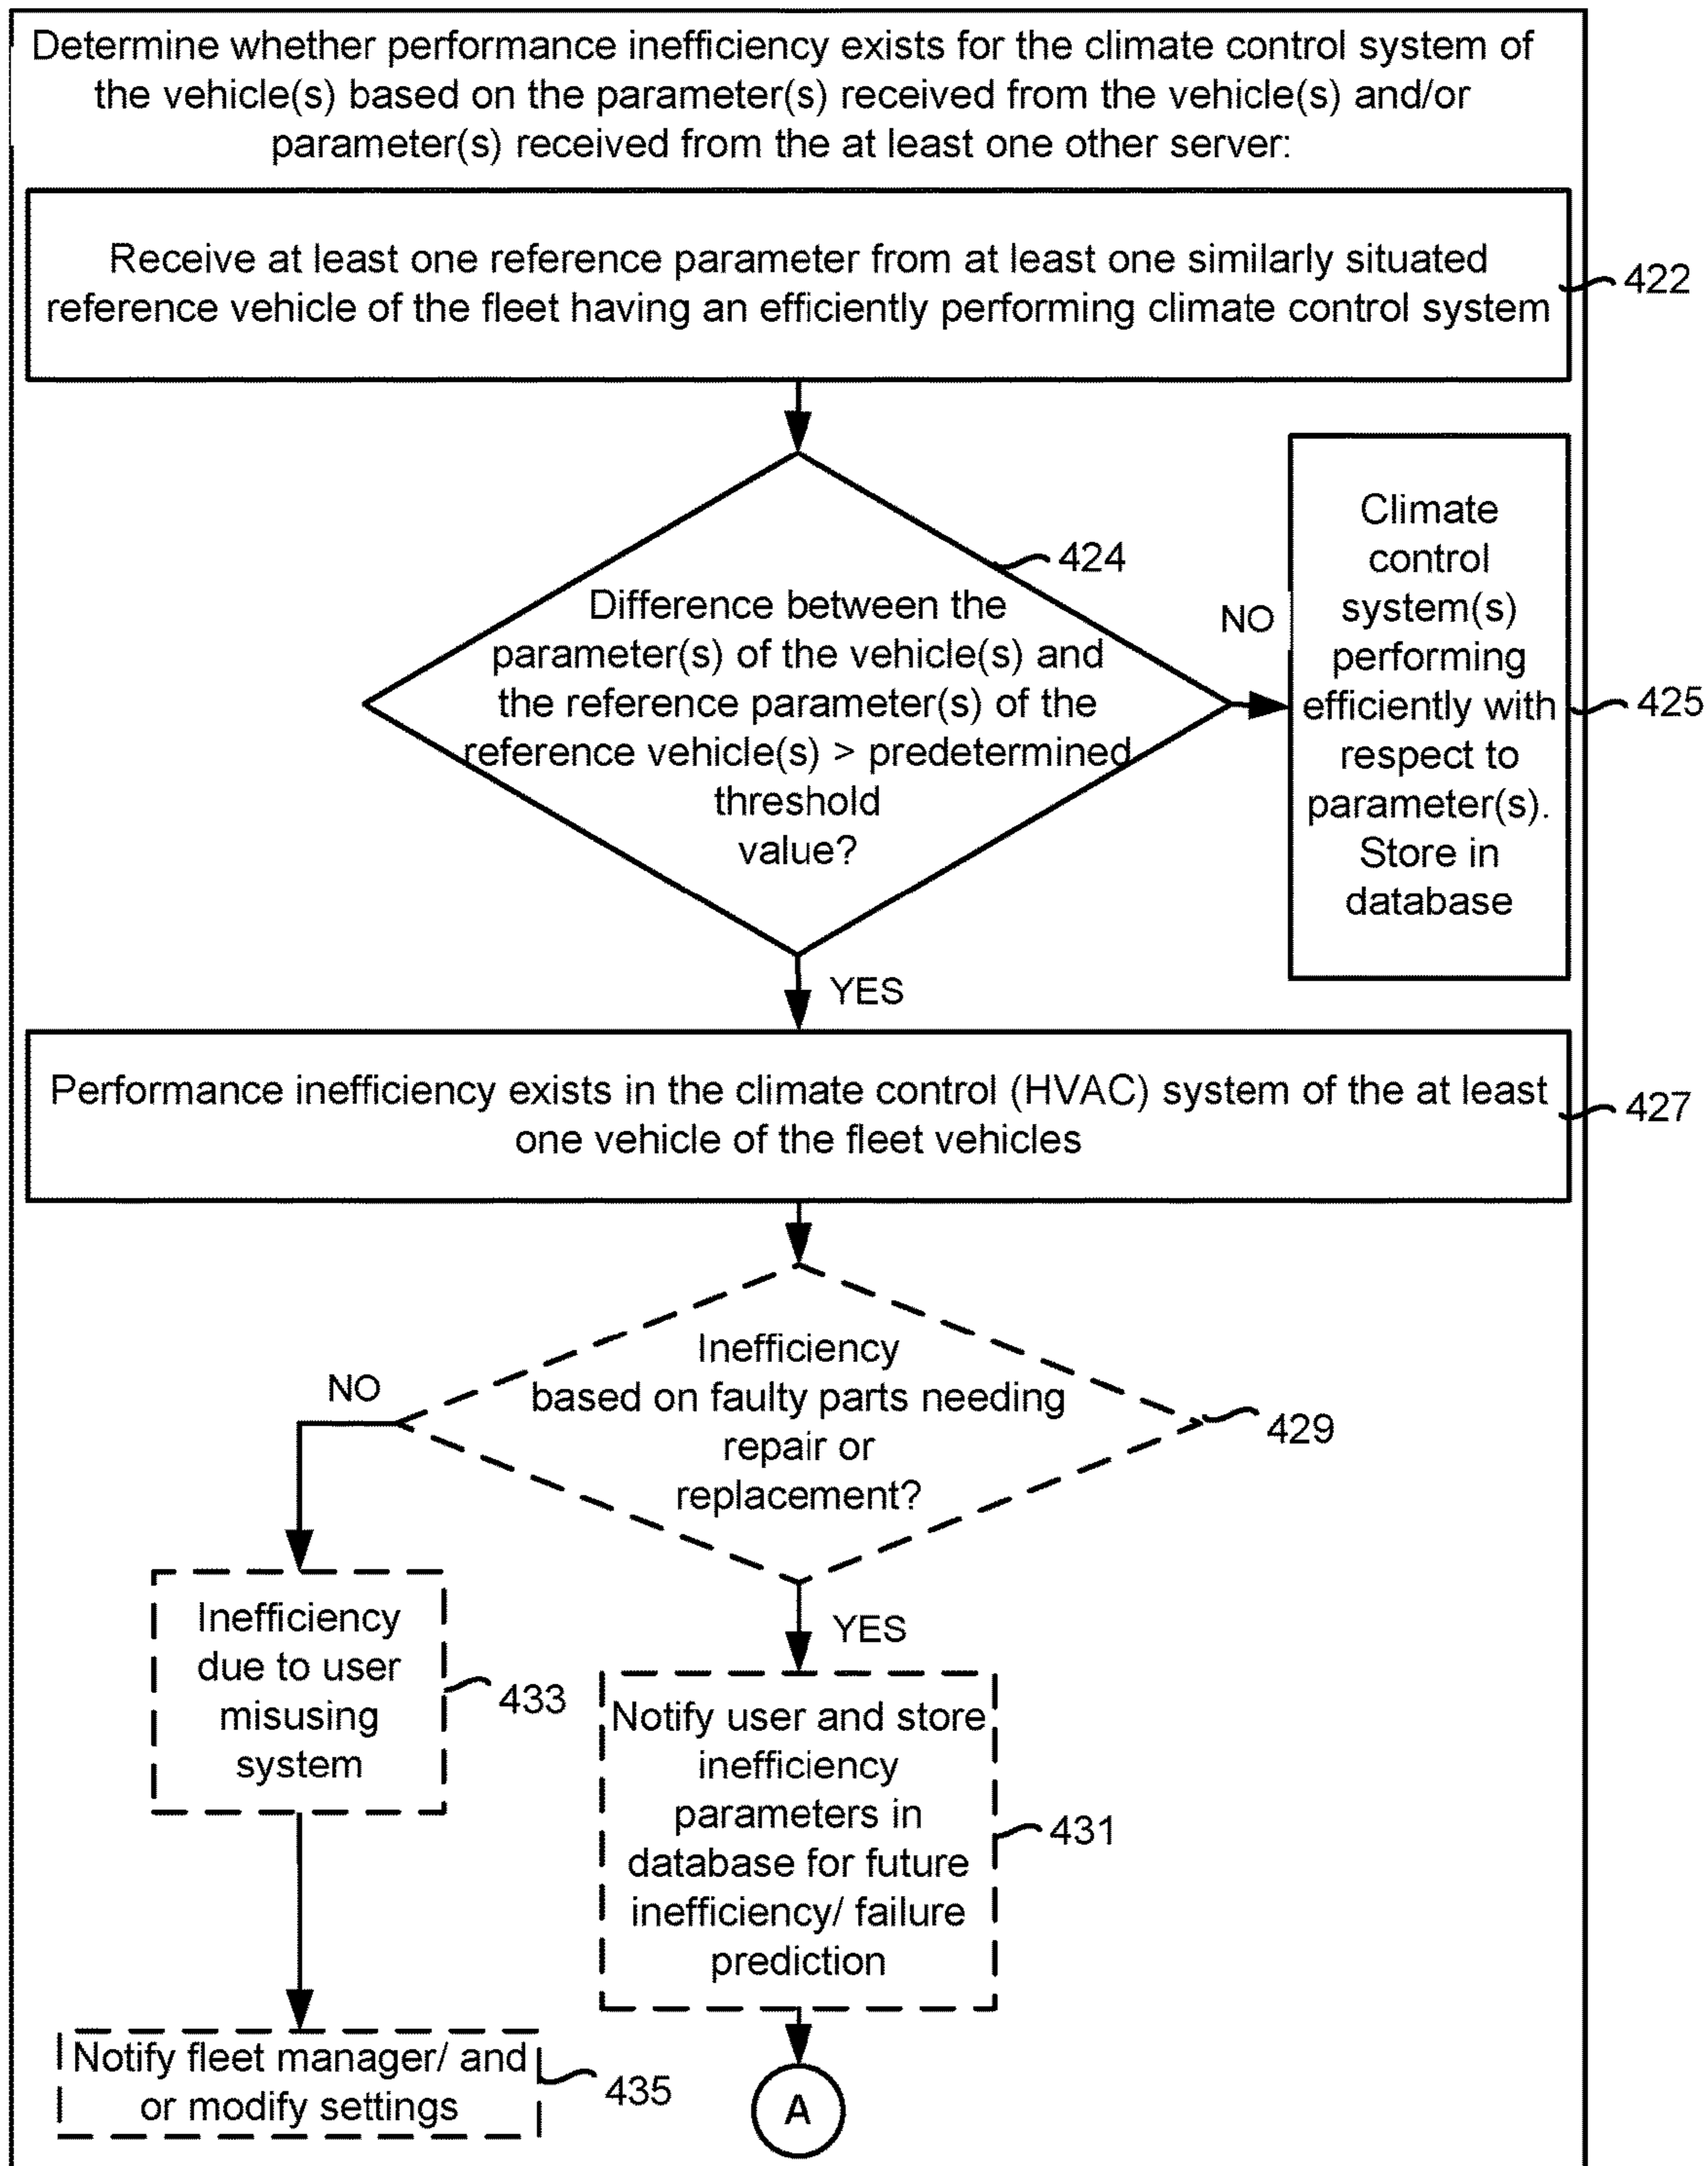 Determine whether performance inefficiency exists for the climate control system of
the vehicle(s) based on the parameter(s) received from the vehicle(s) and/or
parameter(s) received from the at least one other server:
Receive at least one reference parameter from at least one similarly situated
reference vehicle of the fleet having an efficiently performing climate control system
422
424
Difference between the
parameter(s) of the vehicle(s) and
the reference parameter(s) of the
reference vehicle(s) > predetermined
threshold
value?
NO
Climate
control
system(s)
performing
efficiently with
respect to
parameter(s).
Store in
database
425
YES
Performance inefficiency exists in the climate control (HVAC) system of the at least
one vehicle of the fleet vehicles
427
Inefficiency
based on faulty parts needing
repair or
replacement?
429
NO
YES
Inefficiency
due to user
misusing
system
433
Notify user and store
inefficiency
parameters in
database for future
inefficiency/ failure
prediction
431
Notify fleet manager/ and
or modify settings
435
A